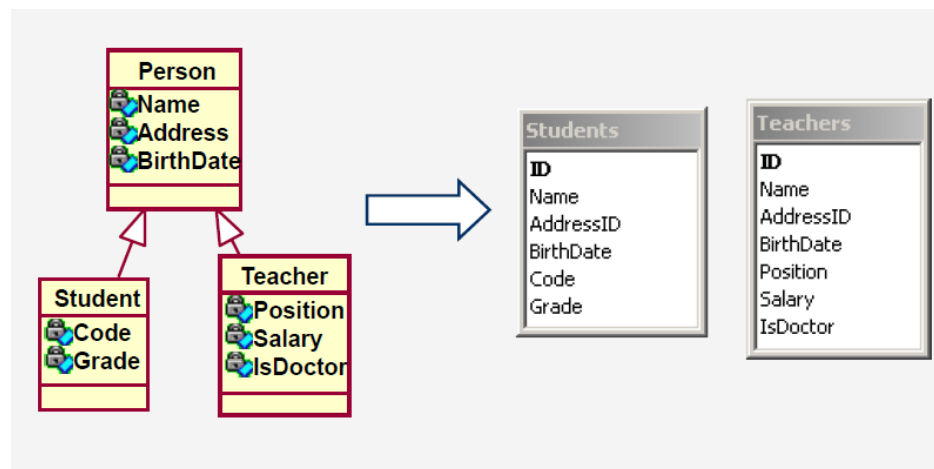 Person
Name
Address
BirthDate
Student
Code
Grade
Teacher
Position
Salary
IsDoctor
Students
ID
Name
AddressID
BirthDate
Code
Grade
Teachers
ID
Name
AddressID
BirthDate
Position
Salary
IsDoctor